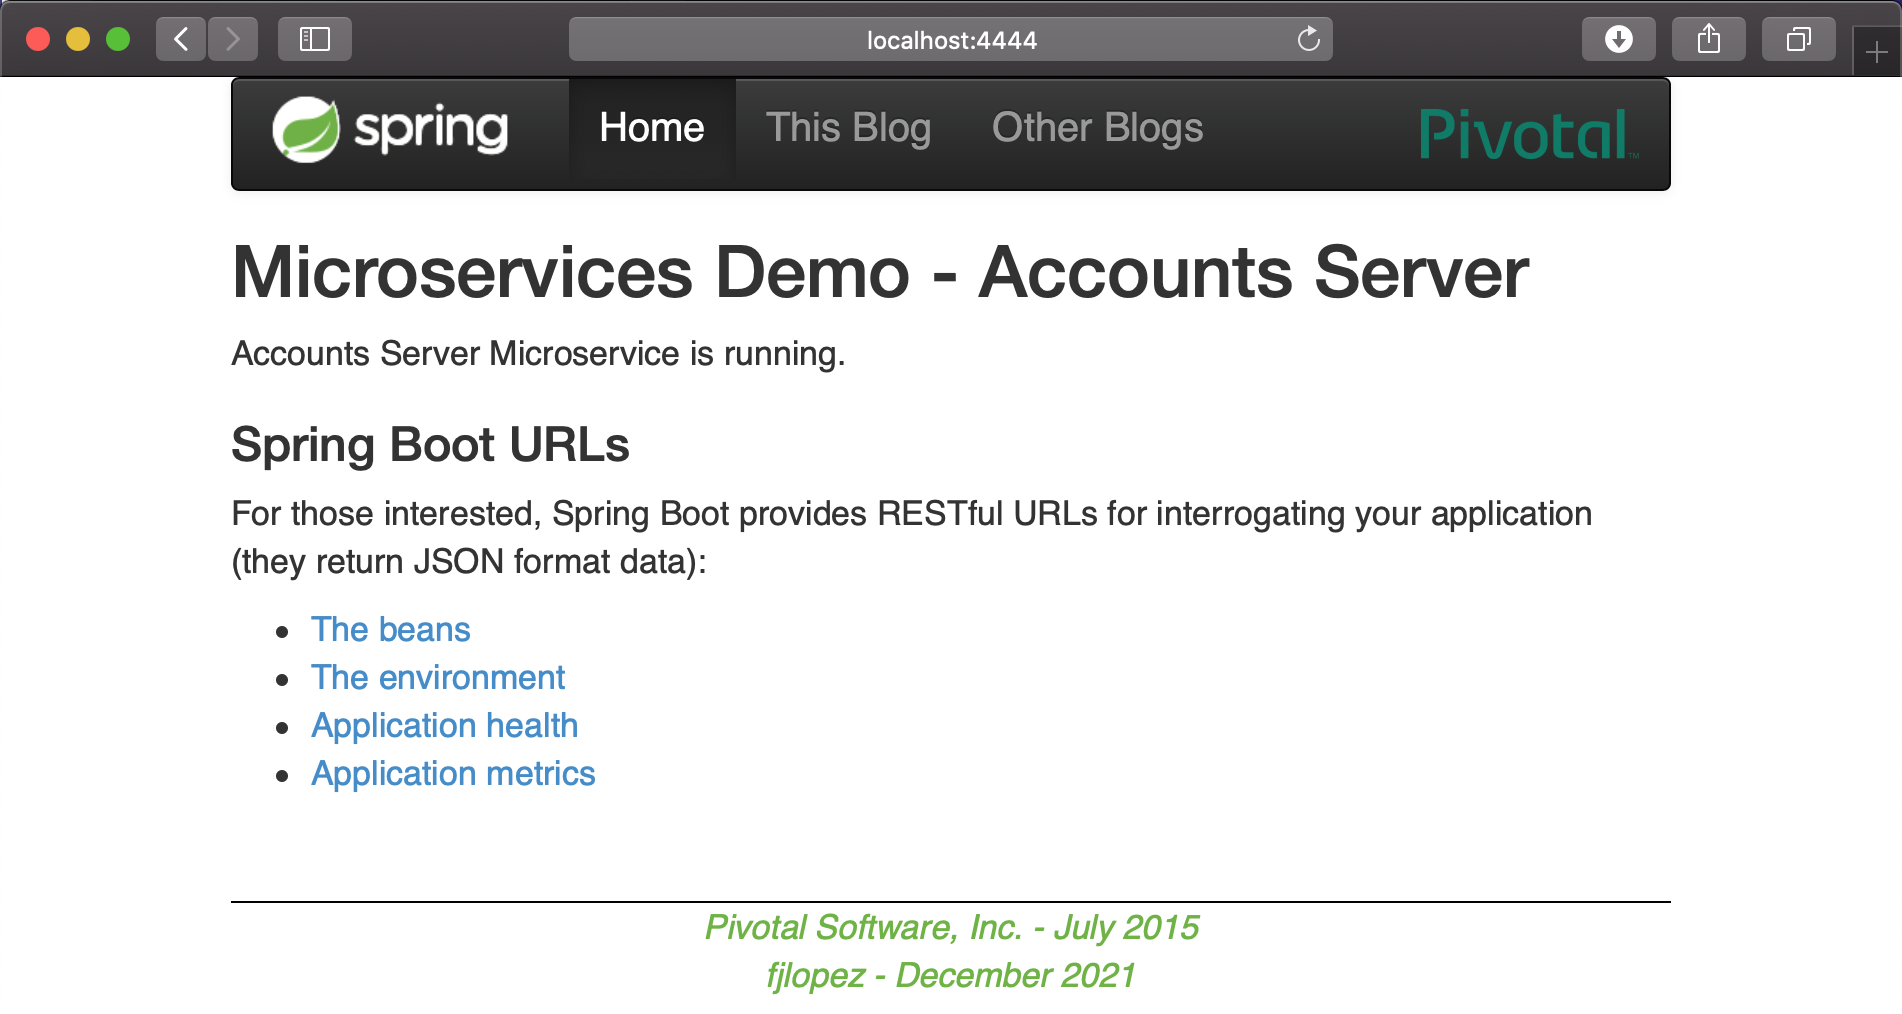 localhost:4444
spring Home This Blog Other Blogs Pivotal™
Microservices Demo - Accounts Server
Accounts Server Microservice is running.
Spring Boot URLs
For those interested, Spring Boot provides RESTful URLs for interrogating your application
(they return JSON format data):
• The beans
• The environment
• Application health
• Application metrics
Pivotal Software, Inc. - July 2015
fjlopez - December 2021